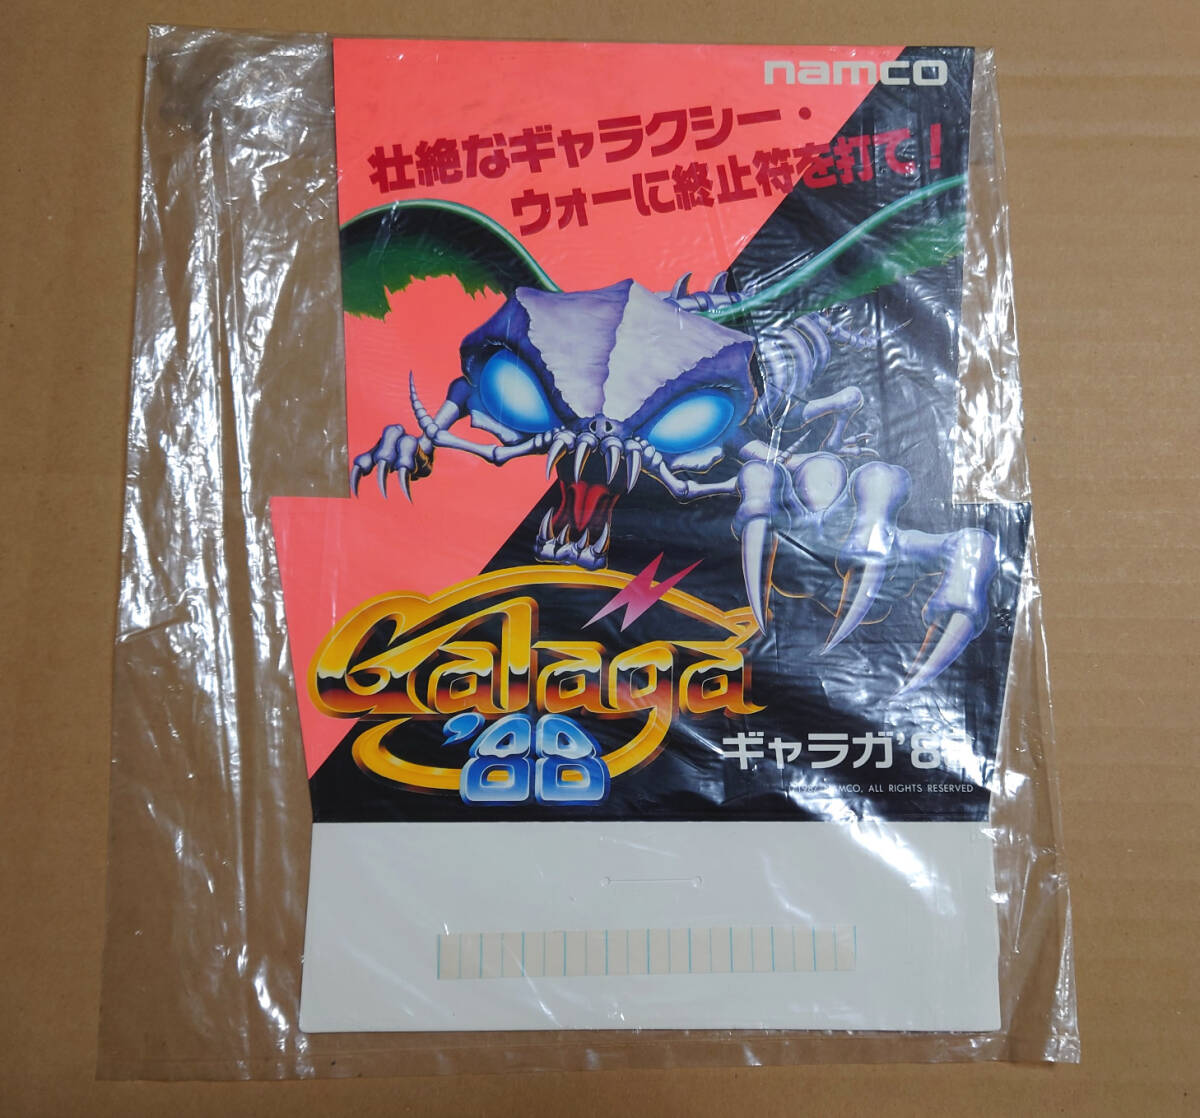 namco
壮絶なギャラクシー・
ウォーに終止符を打て！
Galaga
'88
ギャラガ'88
©1987 NAMCO, ALL RIGHTS RESERVED